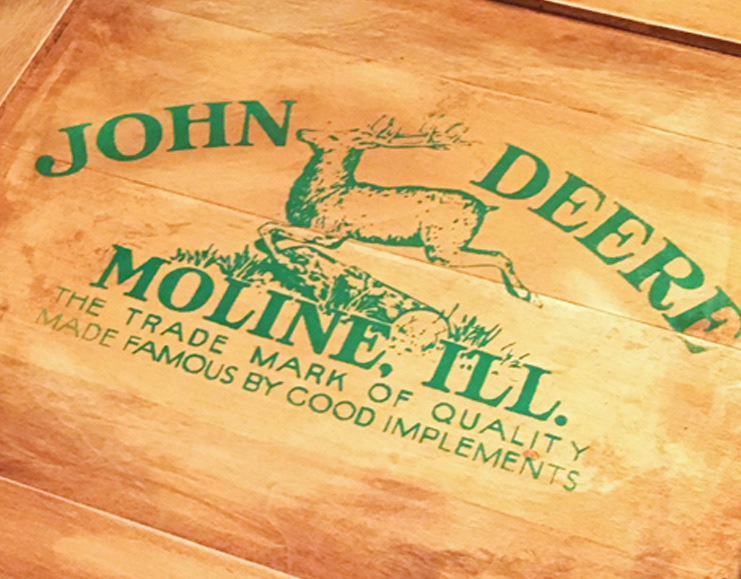 JOHN DEERE
MOLINE, ILL.
THE TRADE MARK OF QUALITY
MADE FAMOUS BY GOOD IMPLEMENTS